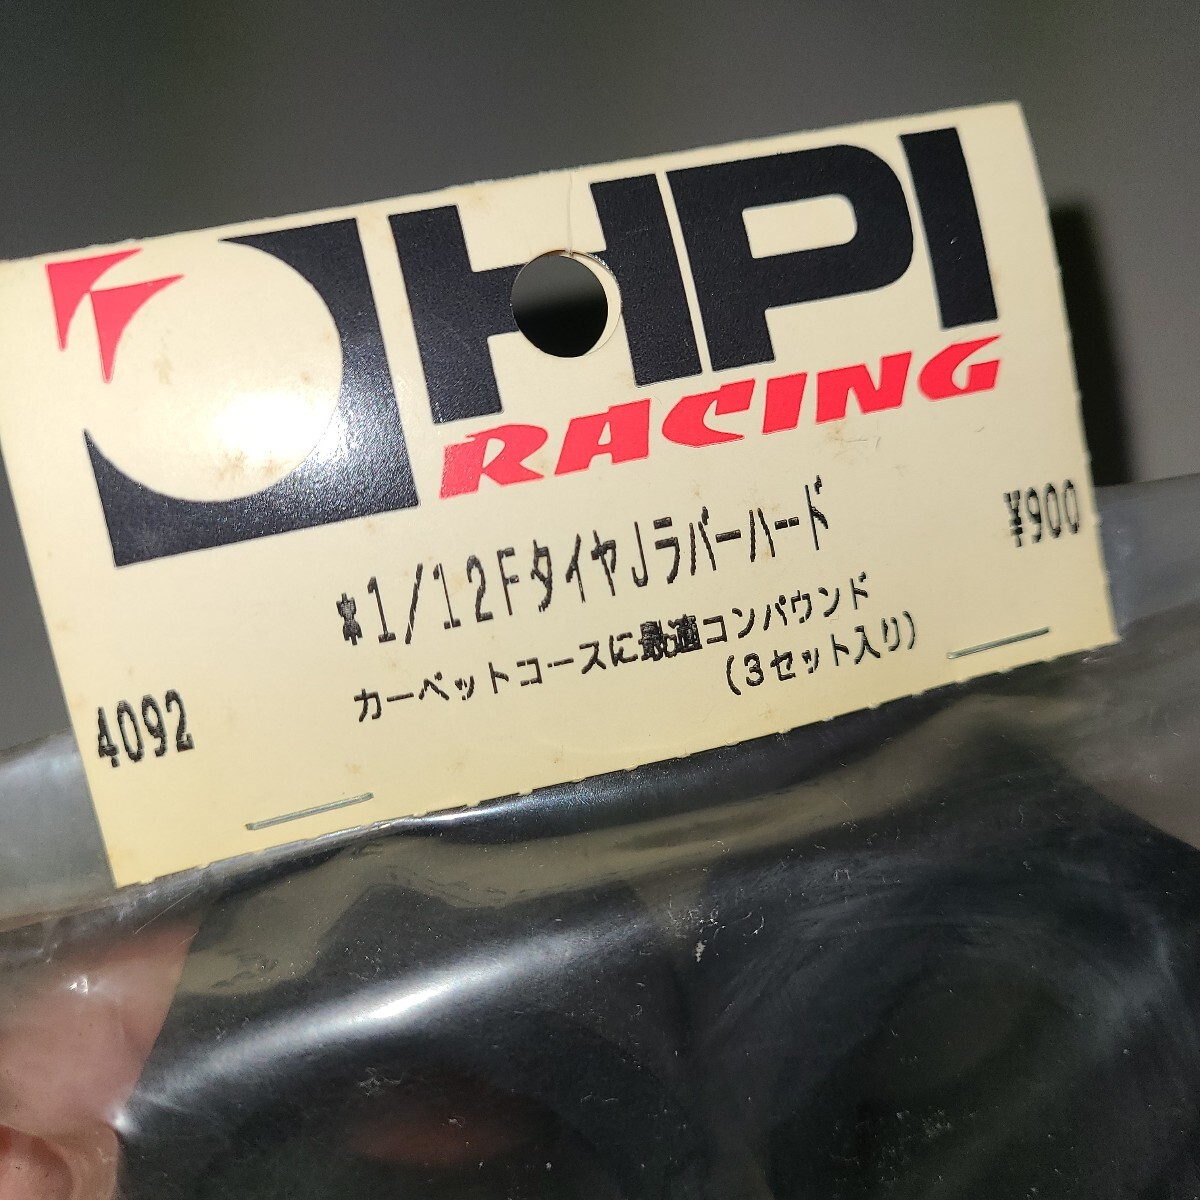 HPI
RACING
*1/12FタイヤJラバーハード
¥900
カーペットコースに最適コンパウンド
(3セット入り)
4092